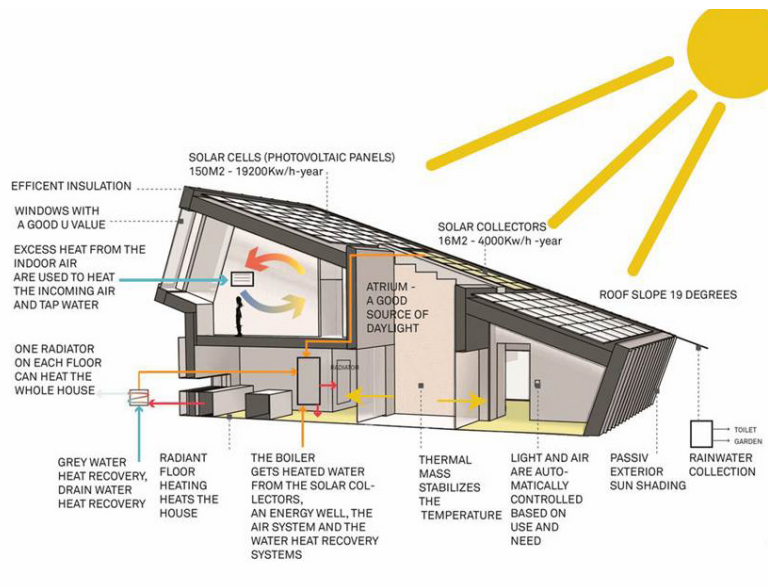 SOLAR CELLS (PHOTOVOLTAIC PANELS)
150M2 - 19200Kw/h-year
EFFICENT INSULATION
WINDOWS WITH
A GOOD U VALUE
SOLAR COLLECTORS
16M2 - 4000Kw/h -year
EXCESS HEAT FROM THE
INDOOR AIR
ARE USED TO HEAT
THE INCOMING AIR
AND TAP WATER
ATRIUM -
A GOOD
SOURCE OF
DAYLIGHT
ROOF SLOPE 19 DEGREES
ONE RADIATOR
ON EACH FLOOR
CAN HEAT THE
WHOLE HOUSE
RADIATOR
TOILET
GARDEN
GREY WATER
HEAT RECOVERY,
DRAIN WATER
HEAT RECOVERY
RADIANT
FLOOR
HEATING
HEATS THE
HOUSE
THE BOILER
GETS HEATED WATER
FROM THE SOLAR COL-
LECTORS,
AN ENERGY WELL, THE
AIR SYSTEM AND THE
WATER HEAT RECOVERY
SYSTEMS
THERMAL
MASS
STABILIZES
THE
TEMPERATURE
LIGHT AND AIR
ARE AUTO-
MATICALLY
CONTROLLED
BASED ON
USE AND
NEED
PASSIV
EXTERIOR
SUN SHADING
RAINWATER
COLLECTION